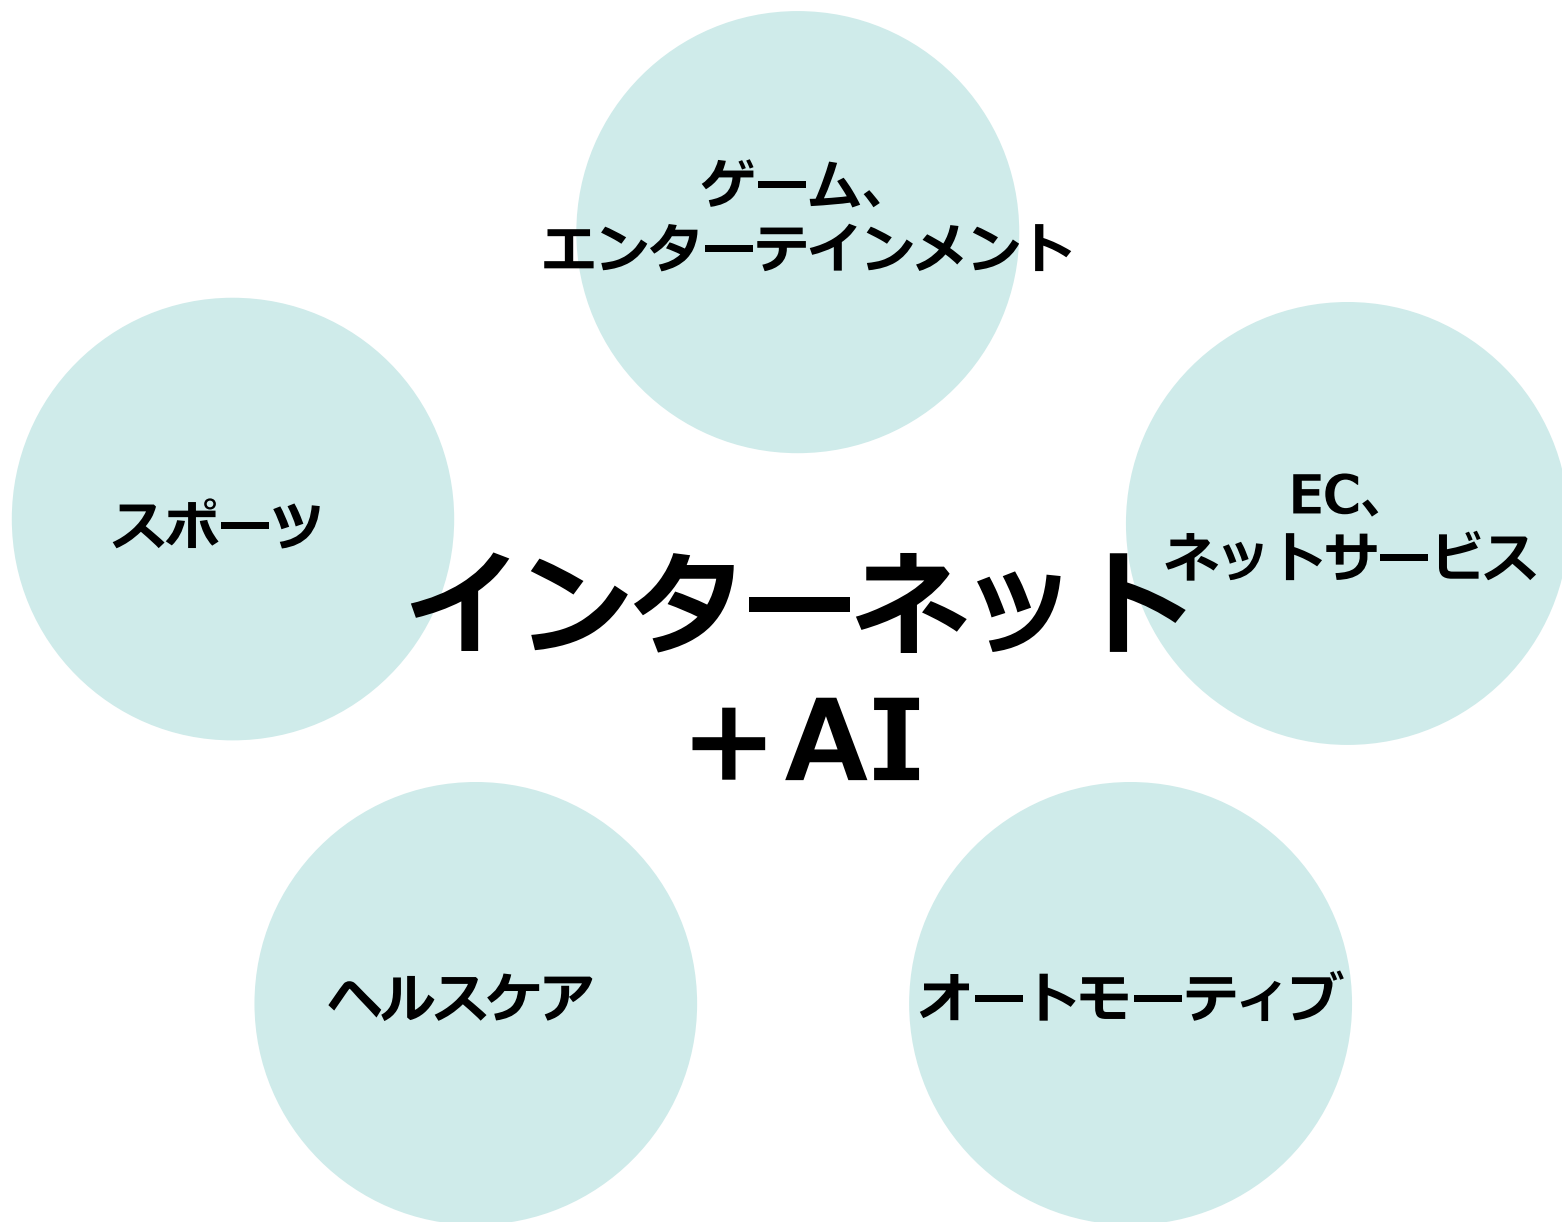 ゲーム、
エンターテインメント
スポーツ
EC、
ネットサービス
インターネット
＋AI
ヘルスケア
オートモーティブ